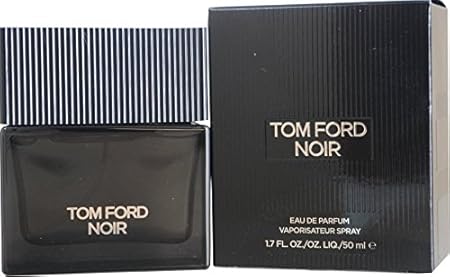 TOM FORD
NOIR
TOM FORD
NOIR
EAU DE PARFUM
VAPORISATEUR SPRAY
1.7 FL. OZ./OZ. LIQ./50 ml ℮